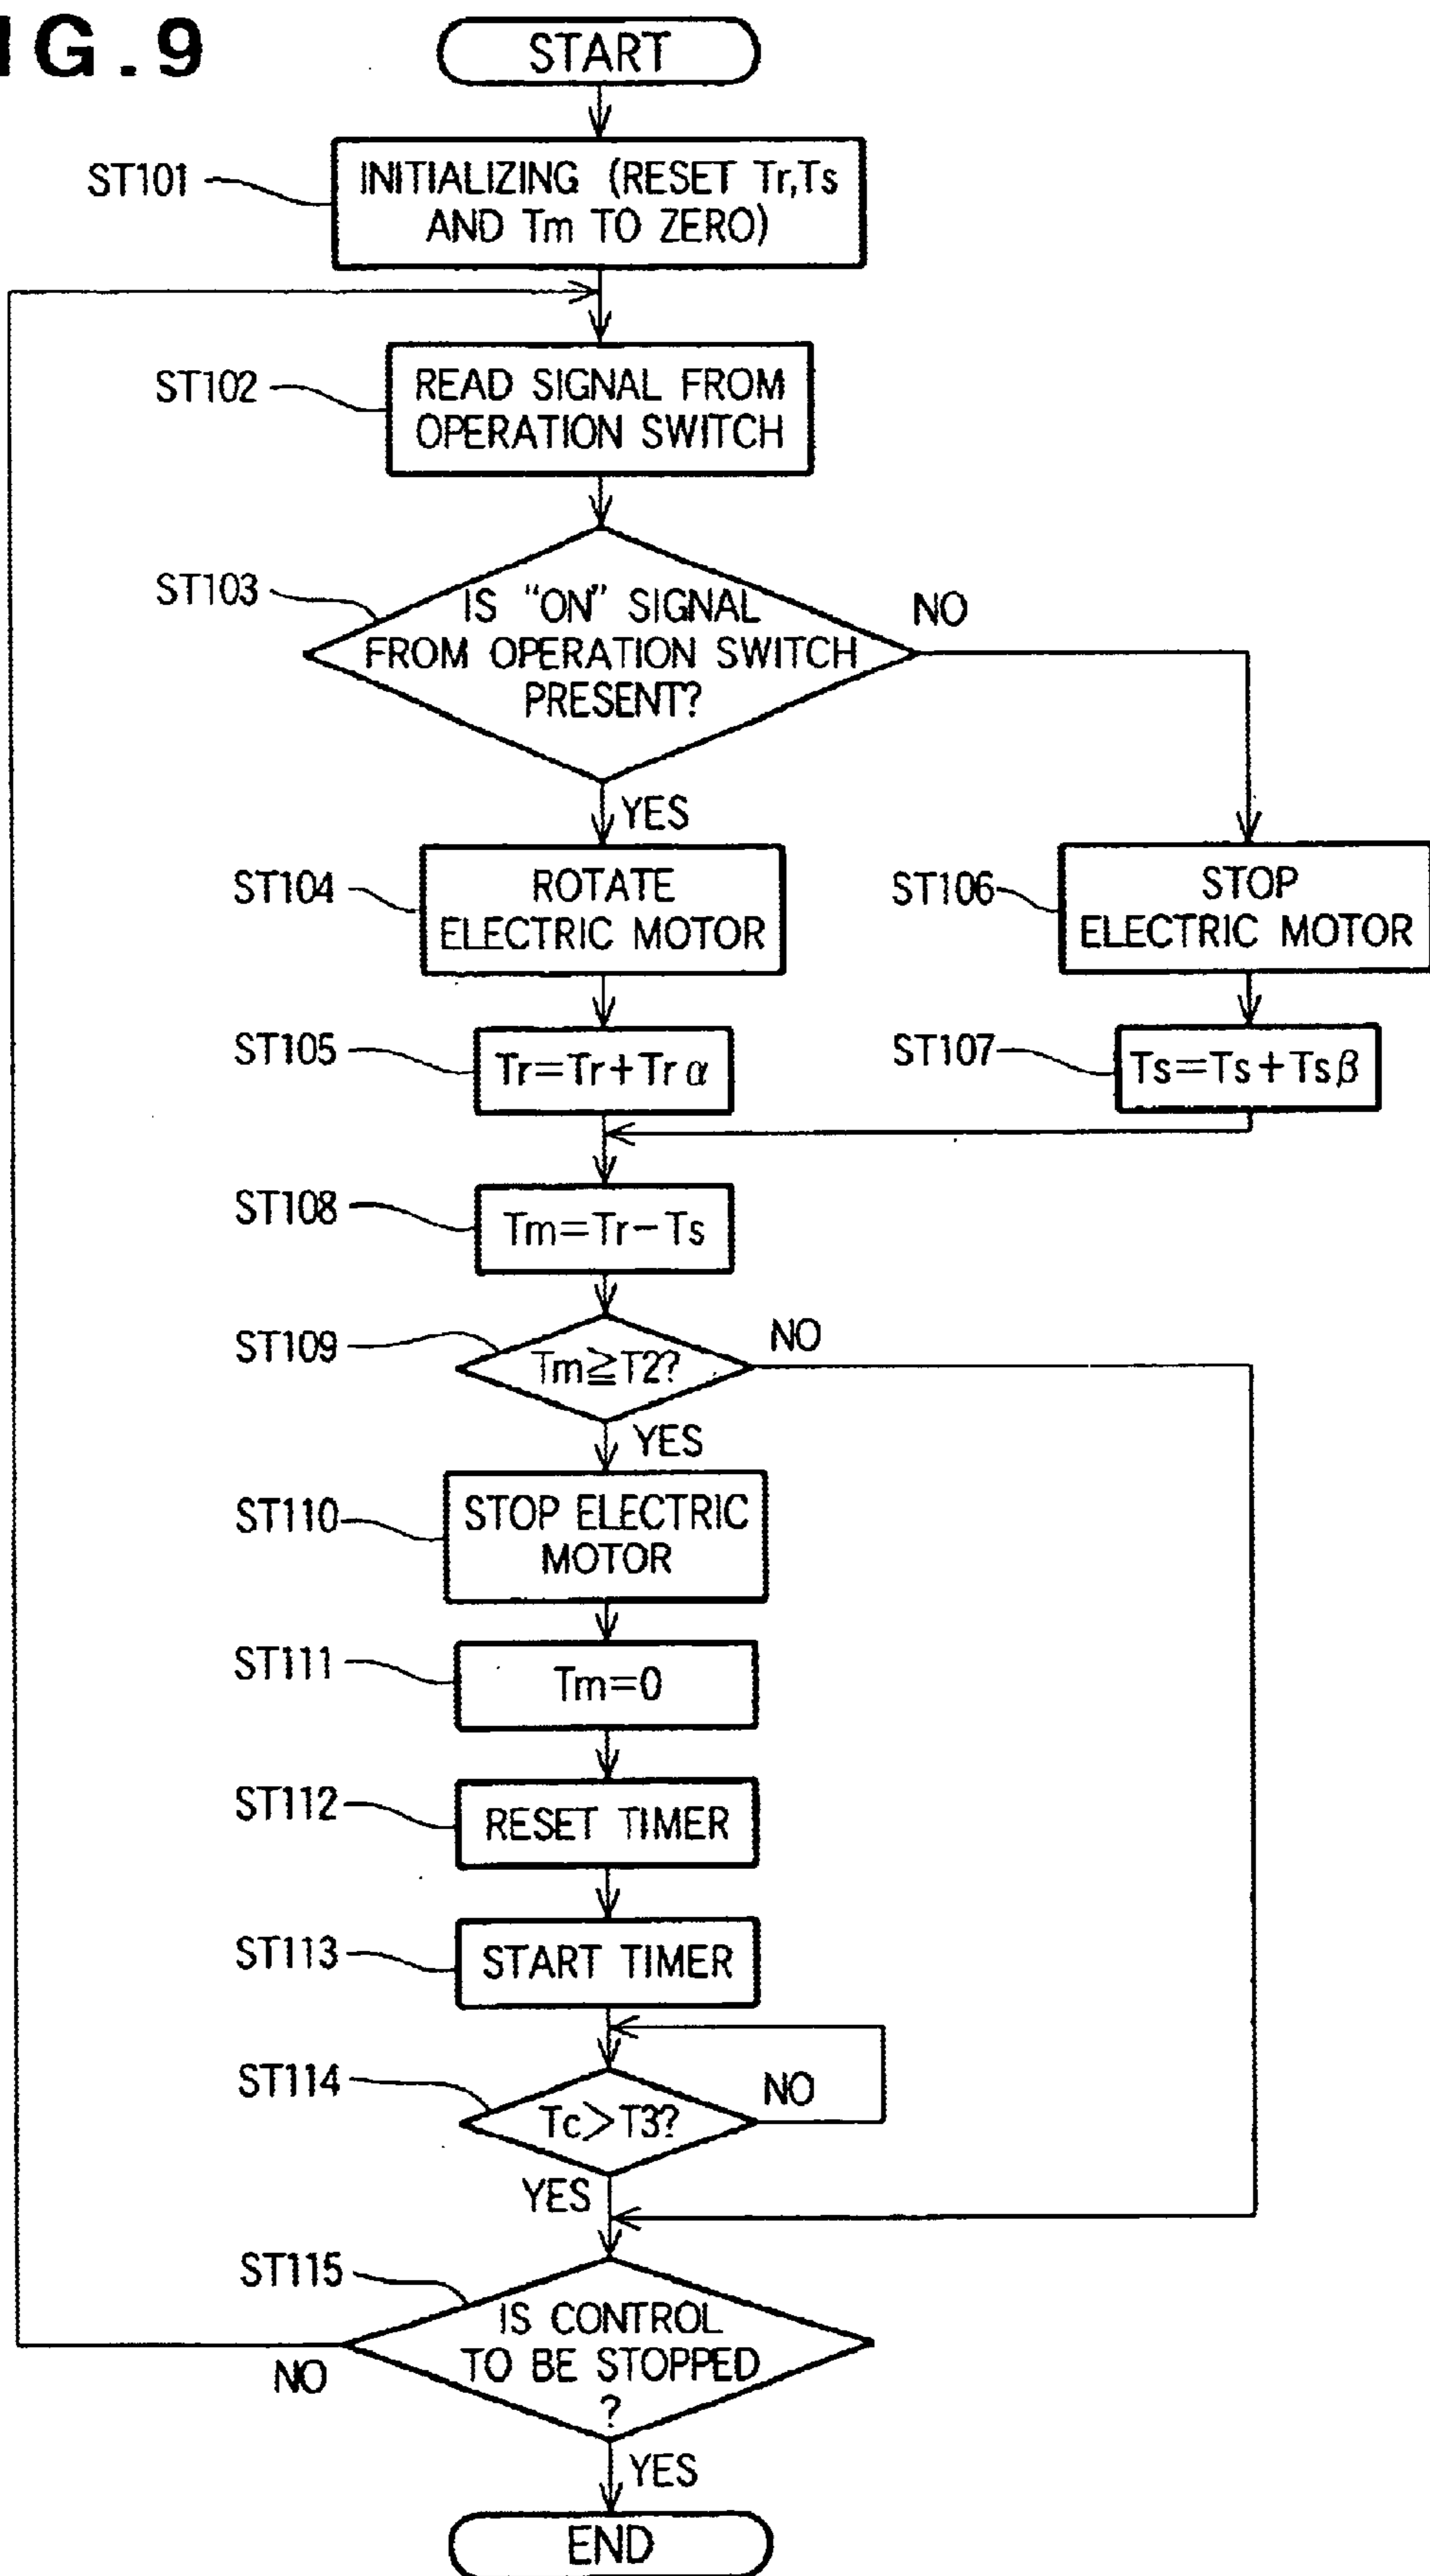 IG.9
START
ST101
INITIALIZING (RESET Tr,Ts
AND Tm TO ZERO)
ST102
READ SIGNAL FROM
OPERATION SWITCH
ST103
IS “ON” SIGNAL
FROM OPERATION SWITCH
PRESENT?
NO
YES
ST104
ROTATE
ELECTRIC MOTOR
ST106
STOP
ELECTRIC MOTOR
ST105
Tr=Tr+Trα
ST107
Ts=Ts+Tsβ
ST108
Tm=Tr-Ts
ST109
Tm≧T2?
NO
YES
ST110
STOP ELECTRIC
MOTOR
ST111
Tm=0
ST112
RESET TIMER
ST113
START TIMER
ST114
Tc>T3?
NO
YES
ST115
IS CONTROL
TO BE STOPPED
?
NO
YES
END